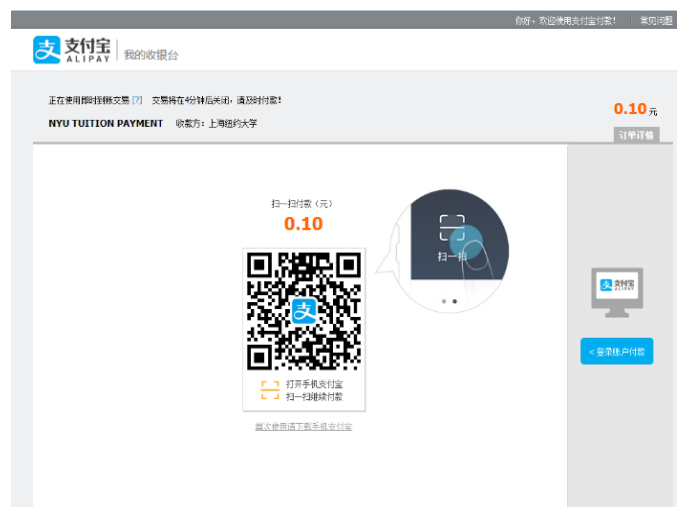 你好，欢迎使用支付宝付款！ 常见问题
支 支付宝 ALIPAY 我的收银台
正在使用即时到账交易 [?] 交易将在4分钟后关闭，请及时付款！
0.10 元
NYU TUITION PAYMENT 收款方：上海纽约大学
订单详情
扫一扫付款（元）
0.10
扫一扫
支
支 支付宝 ALIPAY
<登录账户付款
打开手机支付宝
扫一扫继续付款
首次使用请下载手机支付宝